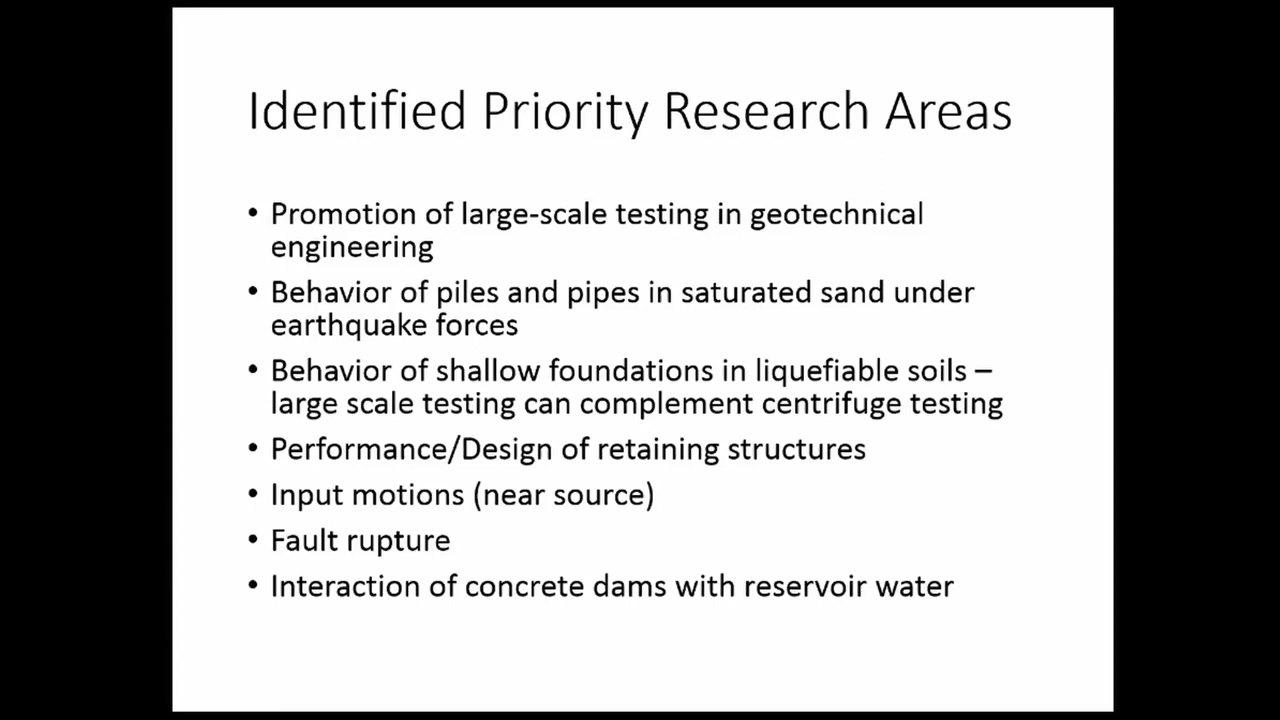 Identified Priority Research Areas
• Promotion of large-scale testing in geotechnical
engineering
• Behavior of piles and pipes in saturated sand under
earthquake forces
• Behavior of shallow foundations in liquefiable soils –
large scale testing can complement centrifuge testing
• Performance/Design of retaining structures
• Input motions (near source)
• Fault rupture
• Interaction of concrete dams with reservoir water